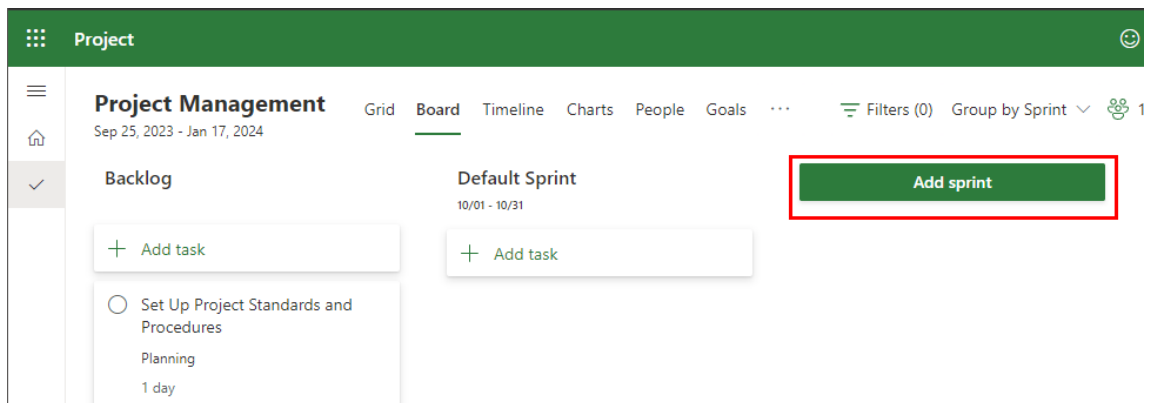 Project
Project Management
Sep 25, 2023 - Jan 17, 2024
Grid Board Timeline Charts People Goals ··· Filters (0) Group by Sprint 1
Backlog
Add task
Set Up Project Standards and
Procedures
Planning
1 day
Default Sprint
10/01 - 10/31
Add task
Add sprint